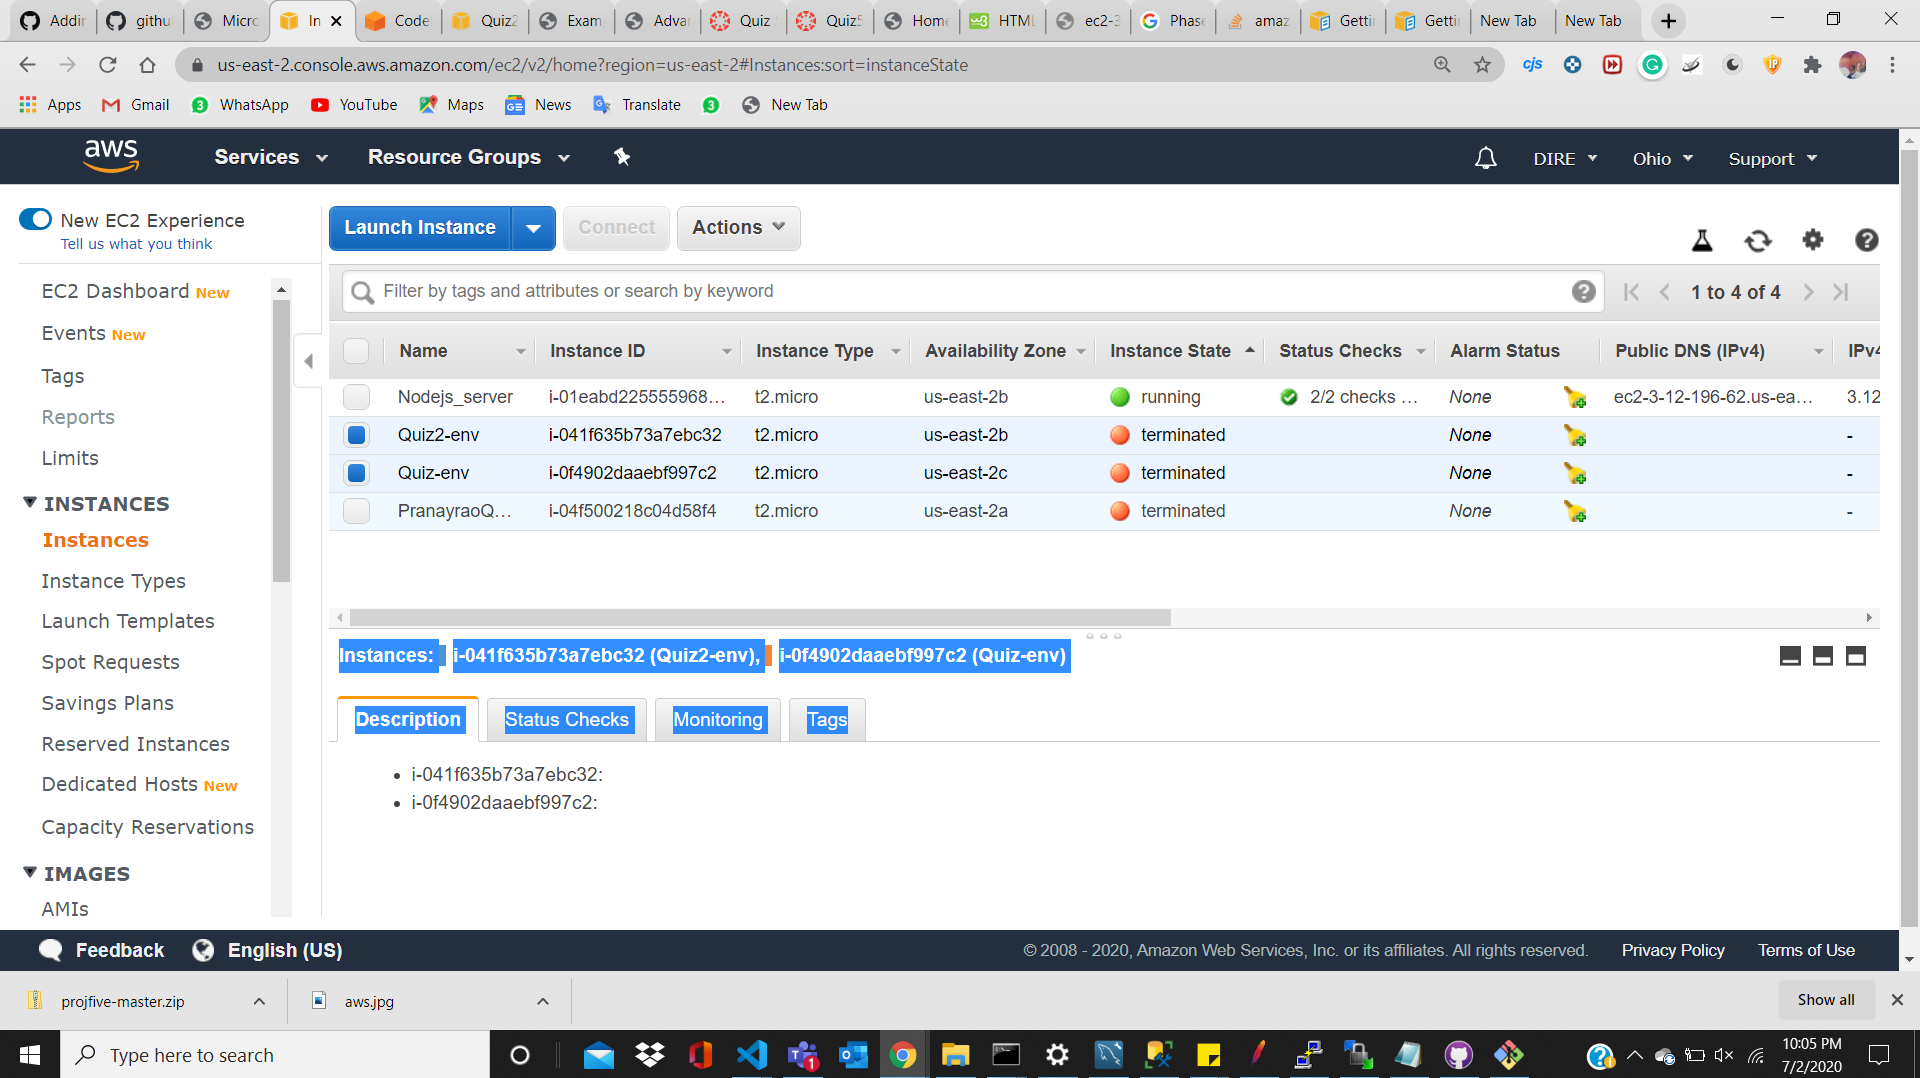 Addin
githu
Micro
In
Code
Quiz2
Exam
Advan
Quiz
Quiz5
Home
HTML
ec2-3
Phase
amaz
Gettin
Gettin
New Tab
New Tab
us-east-2.console.aws.amazon.com/ec2/v2/home?region=us-east-2#Instances:sort=instanceState
cjs
Apps
Gmail
WhatsApp
YouTube
Maps
News
Translate
New Tab
aws
Services
Resource Groups
DIRE
Ohio
Support
New EC2 Experience
Tell us what you think
EC2 Dashboard New
Events New
Tags
Reports
Limits
INSTANCES
Instances
Instance Types
Launch Templates
Spot Requests
Savings Plans
Reserved Instances
Dedicated Hosts New
Capacity Reservations
IMAGES
AMIs
Launch Instance
Connect
Actions
Filter by tags and attributes or search by keyword
1 to 4 of 4
Name Instance ID Instance Type Availability Zone Instance State Status Checks Alarm Status Public DNS (IPv4) IPv4
Nodejs_server i-01eabd225555968... t2.micro us-east-2b running 2/2 checks ... None ec2-3-12-196-62.us-ea... 3.12
Quiz2-env i-041f635b73a7ebc32 t2.micro us-east-2b terminated None -
Quiz-env i-0f4902daaebf997c2 t2.micro us-east-2c terminated None -
PranayraoQ... i-04f500218c04d58f4 t2.micro us-east-2a terminated None -
Instances: i-041f635b73a7ebc32 (Quiz2-env), i-0f4902daaebf997c2 (Quiz-env)
Description
Status Checks
Monitoring
Tags
i-041f635b73a7ebc32:
i-0f4902daaebf997c2:
Feedback
English (US)
© 2008 - 2020, Amazon Web Services, Inc. or its affiliates. All rights reserved.
Privacy Policy
Terms of Use
projfive-master.zip
aws.jpg
Show all
Type here to search
10:05 PM
7/2/2020